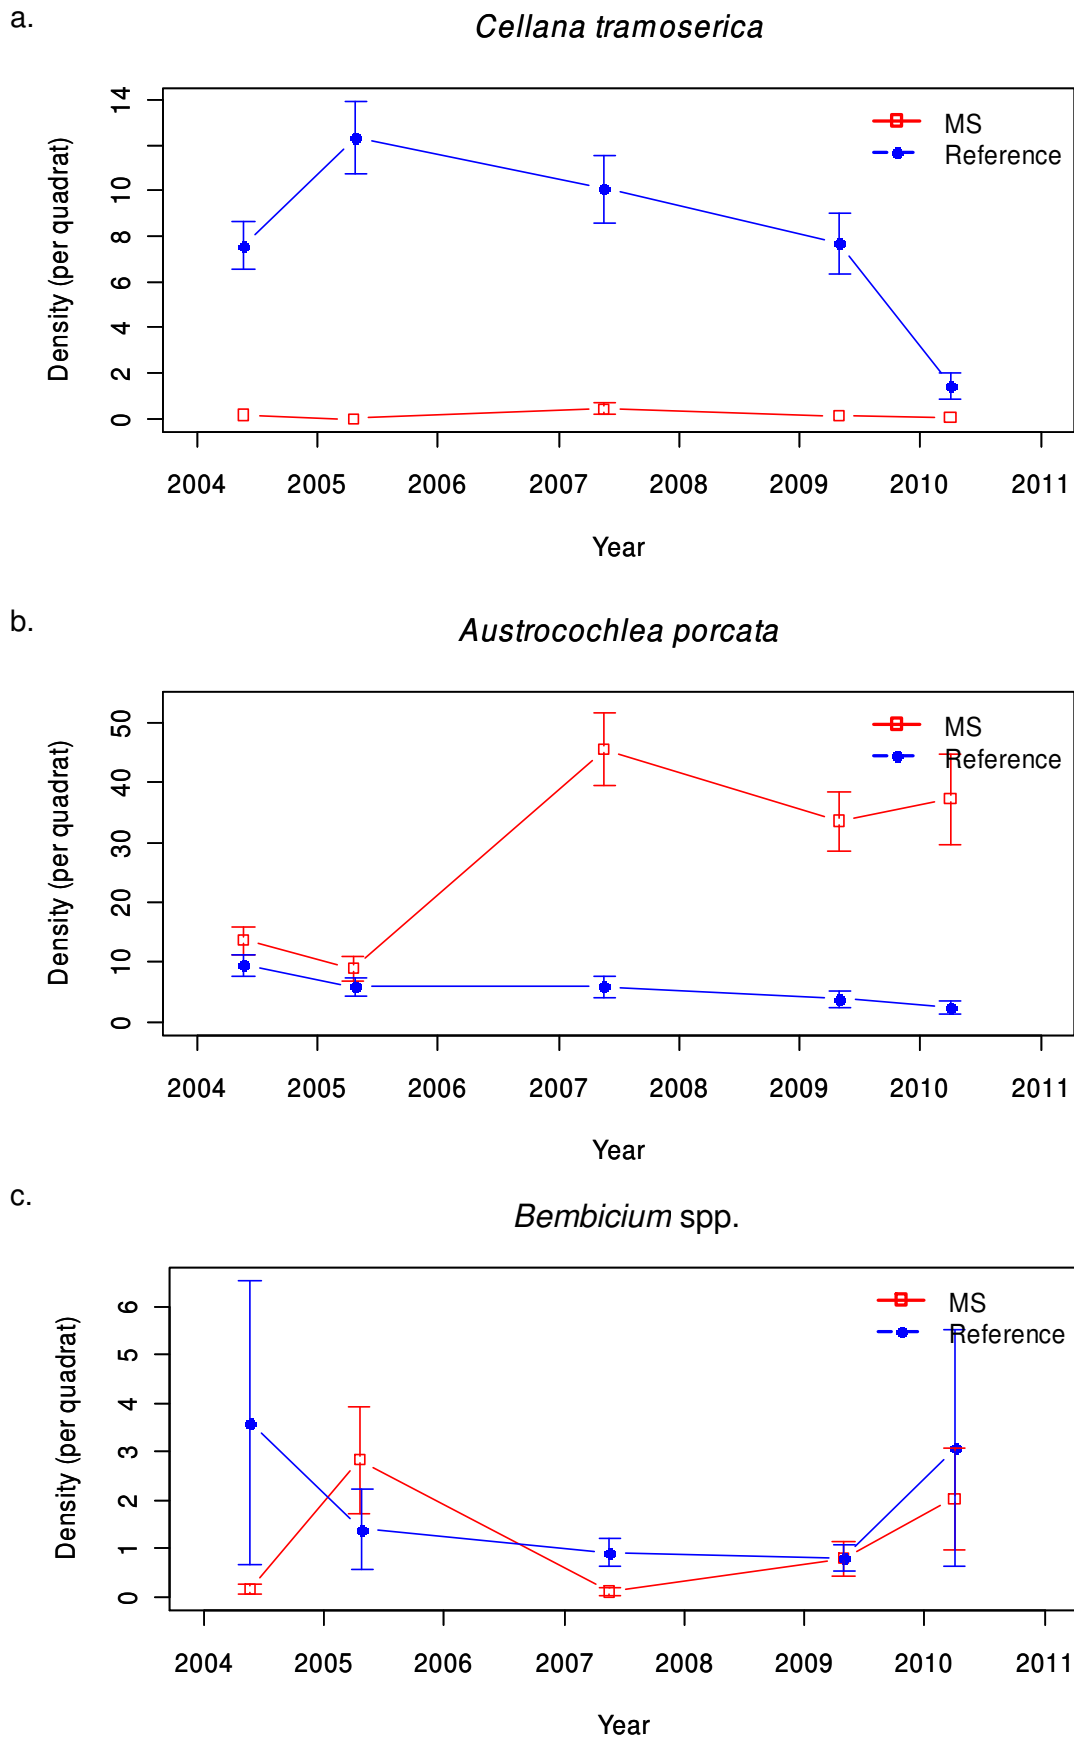 a.
Cellana tramoserica
Density (per quadrat)
14
10
8
6
4
2
0
MS
Reference
2004 2005 2006 2007 2008 2009 2010 2011
Year
b.
Austrocochlea porcata
Density (per quadrat)
50
40
30
20
10
0
MS
Reference
2004 2005 2006 2007 2008 2009 2010 2011
Year
c.
Bembicium spp.
Density (per quadrat)
6
5
4
3
2
1
0
MS
Reference
2004 2005 2006 2007 2008 2009 2010 2011
Year